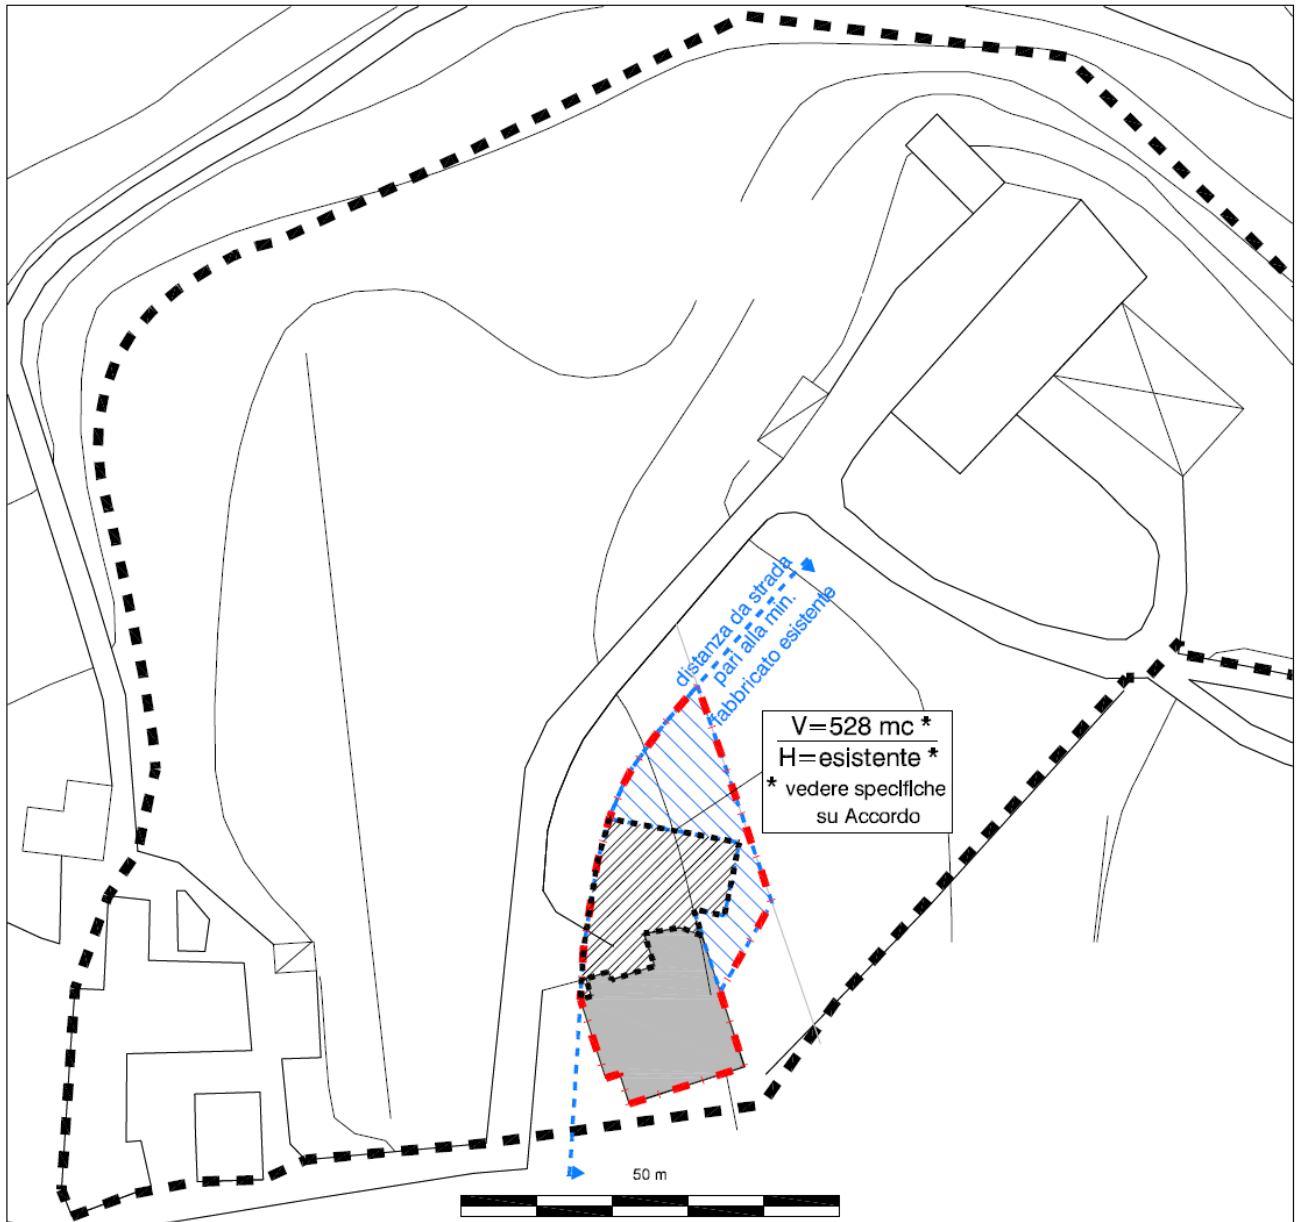 distanza da strada
pari alla min.
fabbricato esistente
V=528 mc *
H=esistente *
* vedere specifiche
su Accordo
50 m